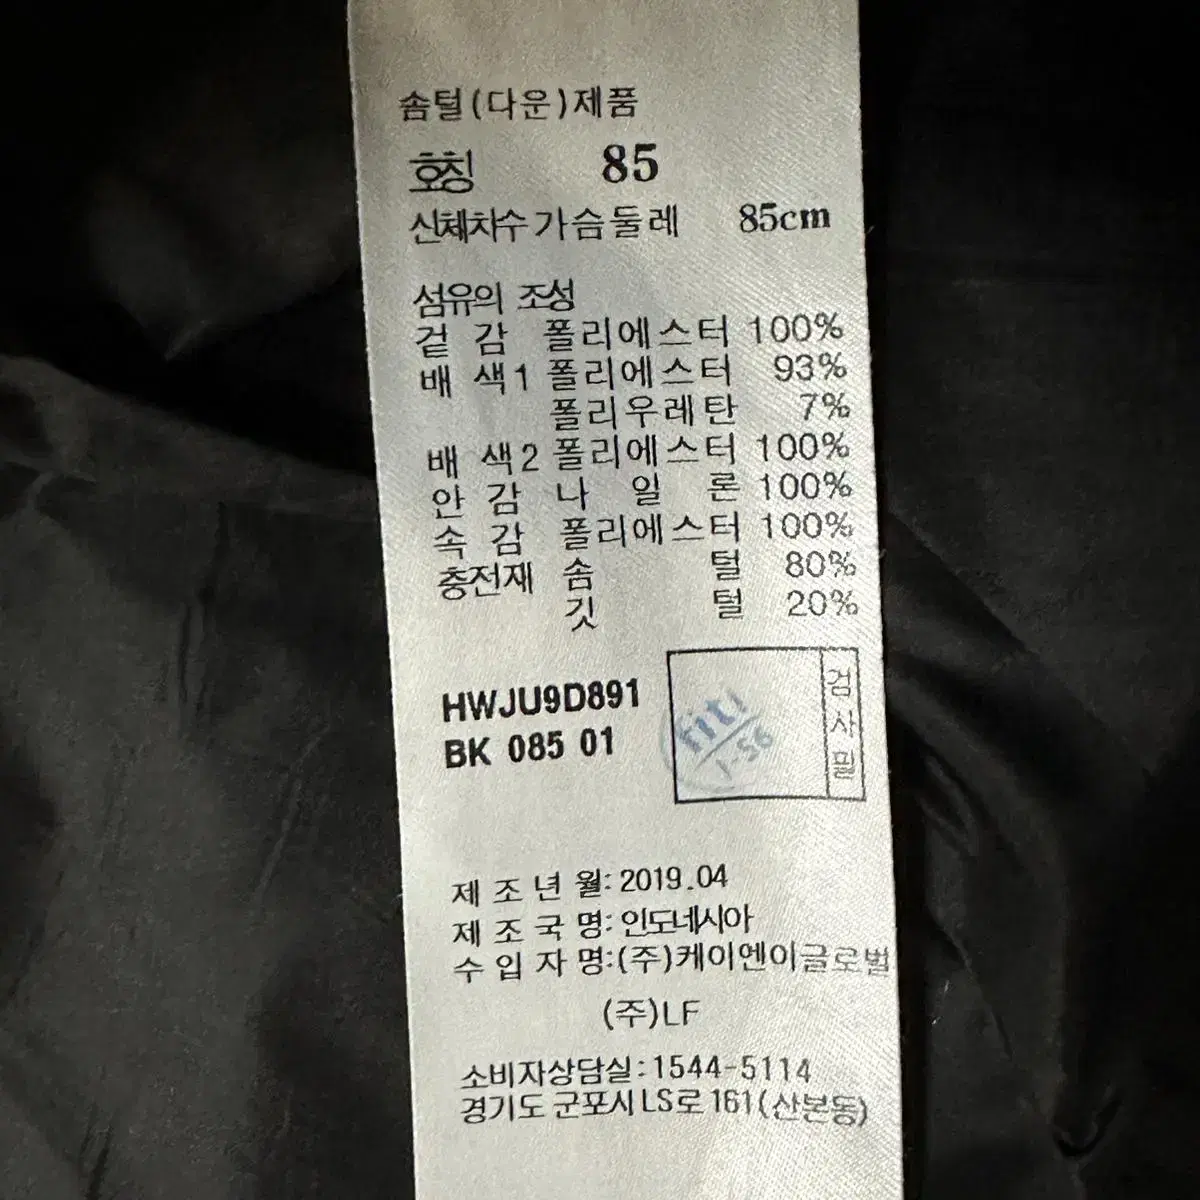 솜털(다운)제품
호칭 85
신체치수 가슴둘레 85cm
섬유의 조성
겉 감 폴리에스터 100%
배 색1 폴리에스터 93%
폴리우레탄 7%
배 색2 폴리에스터 100%
안 감 나 일 론 100%
속 감 폴리에스터 100%
충전재 솜 털 80%
깃 털 20%
HWJU9D891
BK 085 01
검사필
fiti
1-56
제 조 년 월: 2019.04
제 조 국 명: 인도네시아
수 입 자 명:(주)케이엔이글로벌
(주)LF
소비자상담실:1544-5114
경기도 군포시 LS로 161(산본동)